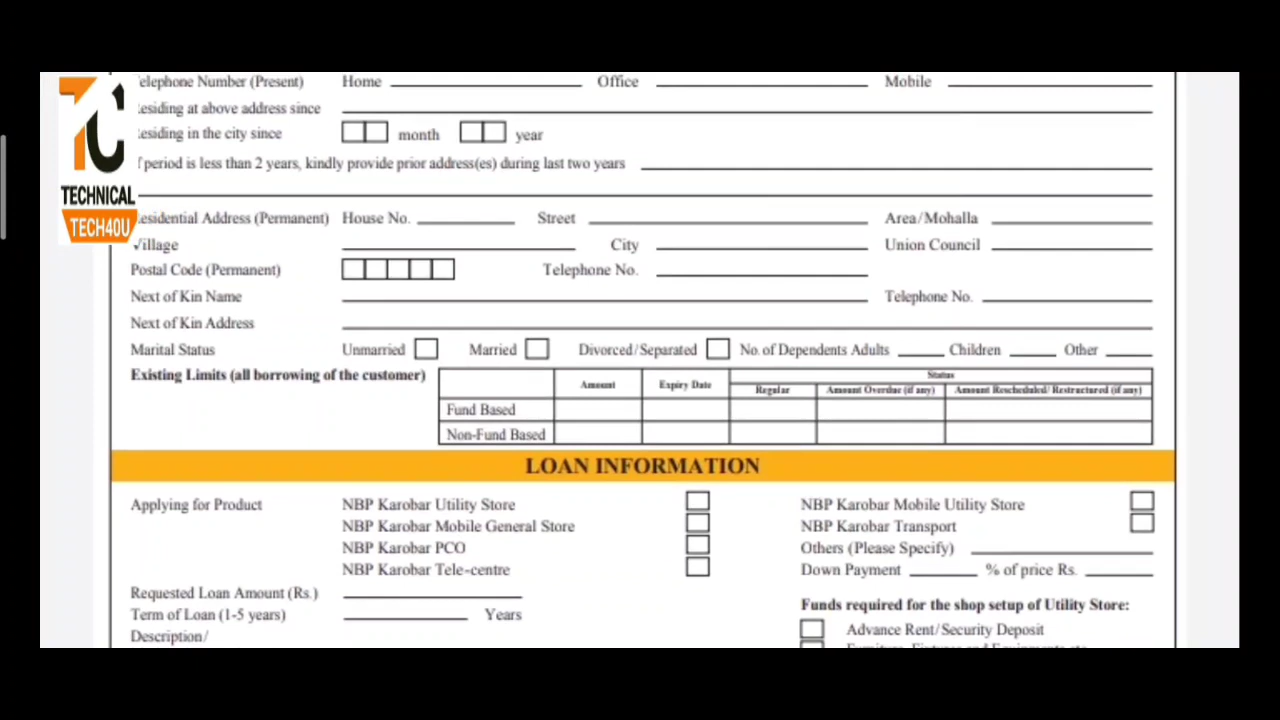 elephone Number (Present) Home Office Mobile
esiding at above address since
esiding in the city since month year
f period is less than 2 years, kindly provide prior address(es) during last two years
TECHNICAL
TECH40U
esidential Address (Permanent) House No. Street Area/Mohalla
Village City Union Council
Postal Code (Permanent) Telephone No.
Next of Kin Name Telephone No.
Next of Kin Address
Marital Status Unmarried Married Divorced/Separated No. of Dependents Adults Children Other
Existing Limits (all borrowing of the customer)
Amount Expiry Date Status
Regular Amount Overdue (if any) Amount Rescheduled/ Restructured (if any)
Fund Based
Non-Fund Based
LOAN INFORMATION
Applying for Product NBP Karobar Utility Store NBP Karobar Mobile Utility Store
NBP Karobar Mobile General Store NBP Karobar Transport
NBP Karobar PCO Others (Please Specify)
NBP Karobar Tele-centre Down Payment % of price Rs.
Requested Loan Amount (Rs.)
Funds required for the shop setup of Utility Store:
Term of Loan (1-5 years) Years
Advance Rent/Security Deposit
Description/